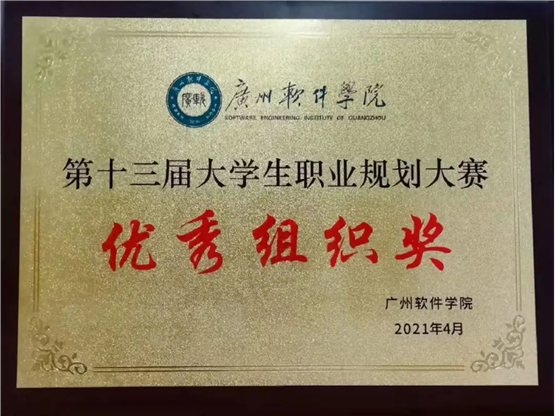 廣州軟件學院
SOFTWARE ENGINEERING INSTITUTE OF GUANGZHOU
第十三届大学生职业规划大赛
优秀组织奖
广州软件学院
2021年4月